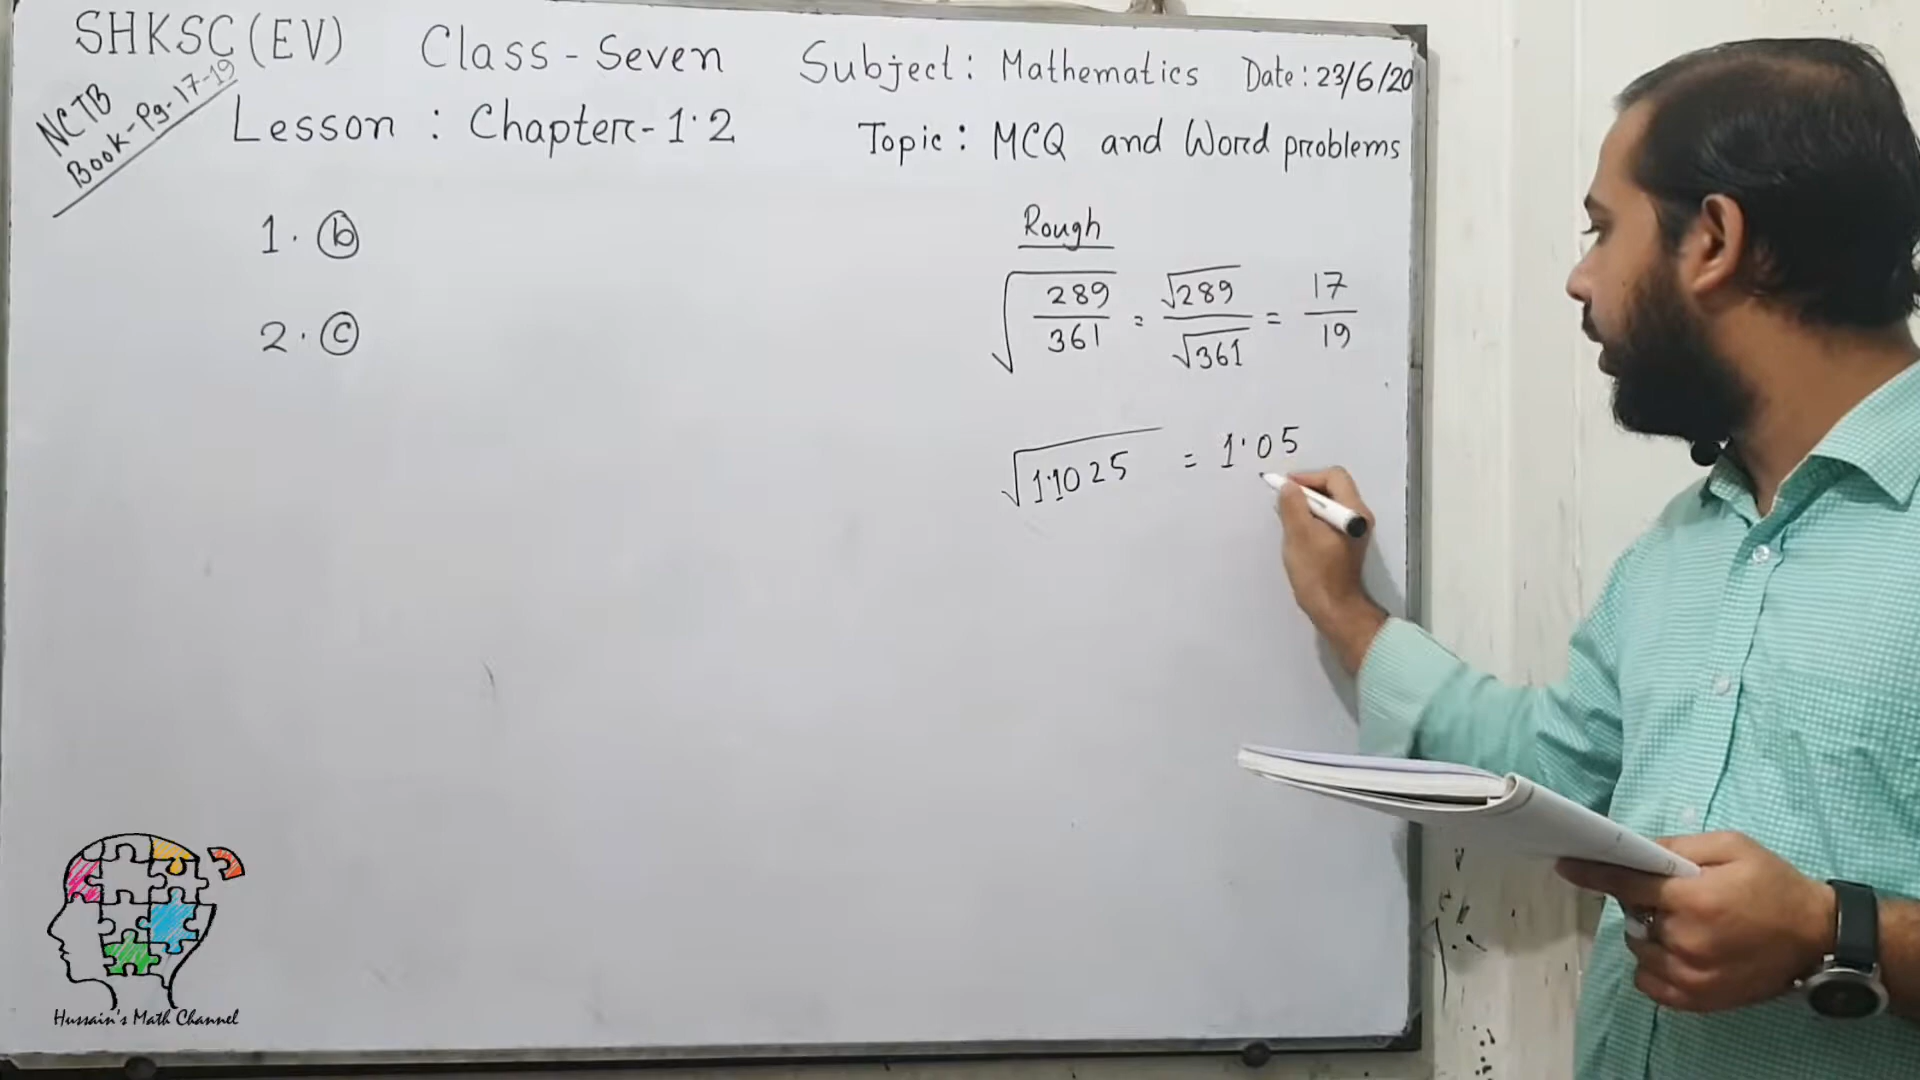 SHKSC (EV) Class - Seven Subject : Mathematics Date : 23/6/20
NCTB
Book - Pg - 17 - 19
Lesson : Chapter - 1.2 Topic : MCQ and Word problems
1. (b)
2. (c)
Rough
√(289/361) = √289/√361 = 17/19
√1.1025 = 1.05
Hussain's Math Channel